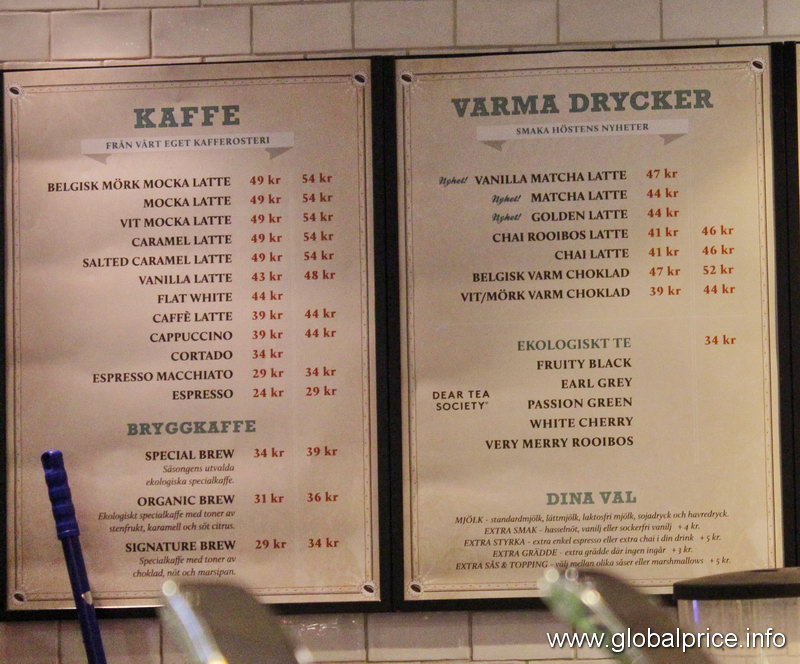 KAFFE
FRÅN VÅRT EGET KAFFEROSTERI
BELGISK MÖRK MOCKA LATTE 49 kr 54 kr
MOCKA LATTE 49 kr 54 kr
VIT MOCKA LATTE 49 kr 54 kr
CARAMEL LATTE 49 kr 54 kr
SALTED CARAMEL LATTE 49 kr 54 kr
VANILLA LATTE 43 kr 48 kr
FLAT WHITE 44 kr
CAFFÈ LATTE 39 kr 44 kr
CAPPUCCINO 39 kr 44 kr
CORTADO 34 kr
ESPRESSO MACCHIATO 29 kr 34 kr
ESPRESSO 24 kr 29 kr
BRYGGKAFFE
SPECIAL BREW 34 kr 39 kr
Säsongens utvalda
ekologiska specialkaffe.
ORGANIC BREW 31 kr 36 kr
Ekologiskt specialkaffe med toner av
stenfrukt, karamell och söt citrus.
SIGNATURE BREW 29 kr 34 kr
Specialkaffe med toner av
choklad, nöt och marsipan.
VARMA DRYCKER
SMAKA HÖSTENS NYHETER
Nyhet! VANILLA MATCHA LATTE 47 kr
Nyhet! MATCHA LATTE 44 kr
Nyhet! GOLDEN LATTE 44 kr
CHAI ROOIBOS LATTE 41 kr 46 kr
CHAI LATTE 41 kr 46 kr
BELGISK VARM CHOKLAD 47 kr 52 kr
VIT/MÖRK VARM CHOKLAD 39 kr 44 kr
EKOLOGISKT TE 34 kr
FRUITY BLACK
EARL GREY
DEAR TEA
SOCIETY
PASSION GREEN
WHITE CHERRY
VERY MERRY ROOIBOS
DINA VAL
MJÖLK - standardmjölk, lättmjölk, laktosfri mjölk, sojadryck och havredryck.
EXTRA SMAK - hasselnöt, vanilj eller sockerfri vanilj + 4 kr.
EXTRA STYRKA - extra enkel espresso eller extra chai i din drink + 5 kr.
EXTRA GRÄDDE - extra grädde där ingen ingår + 3 kr.
EXTRA SÅS & TOPPING - välj mellan olika såser eller marshmallows + 5 kr.
www.globalprice.info